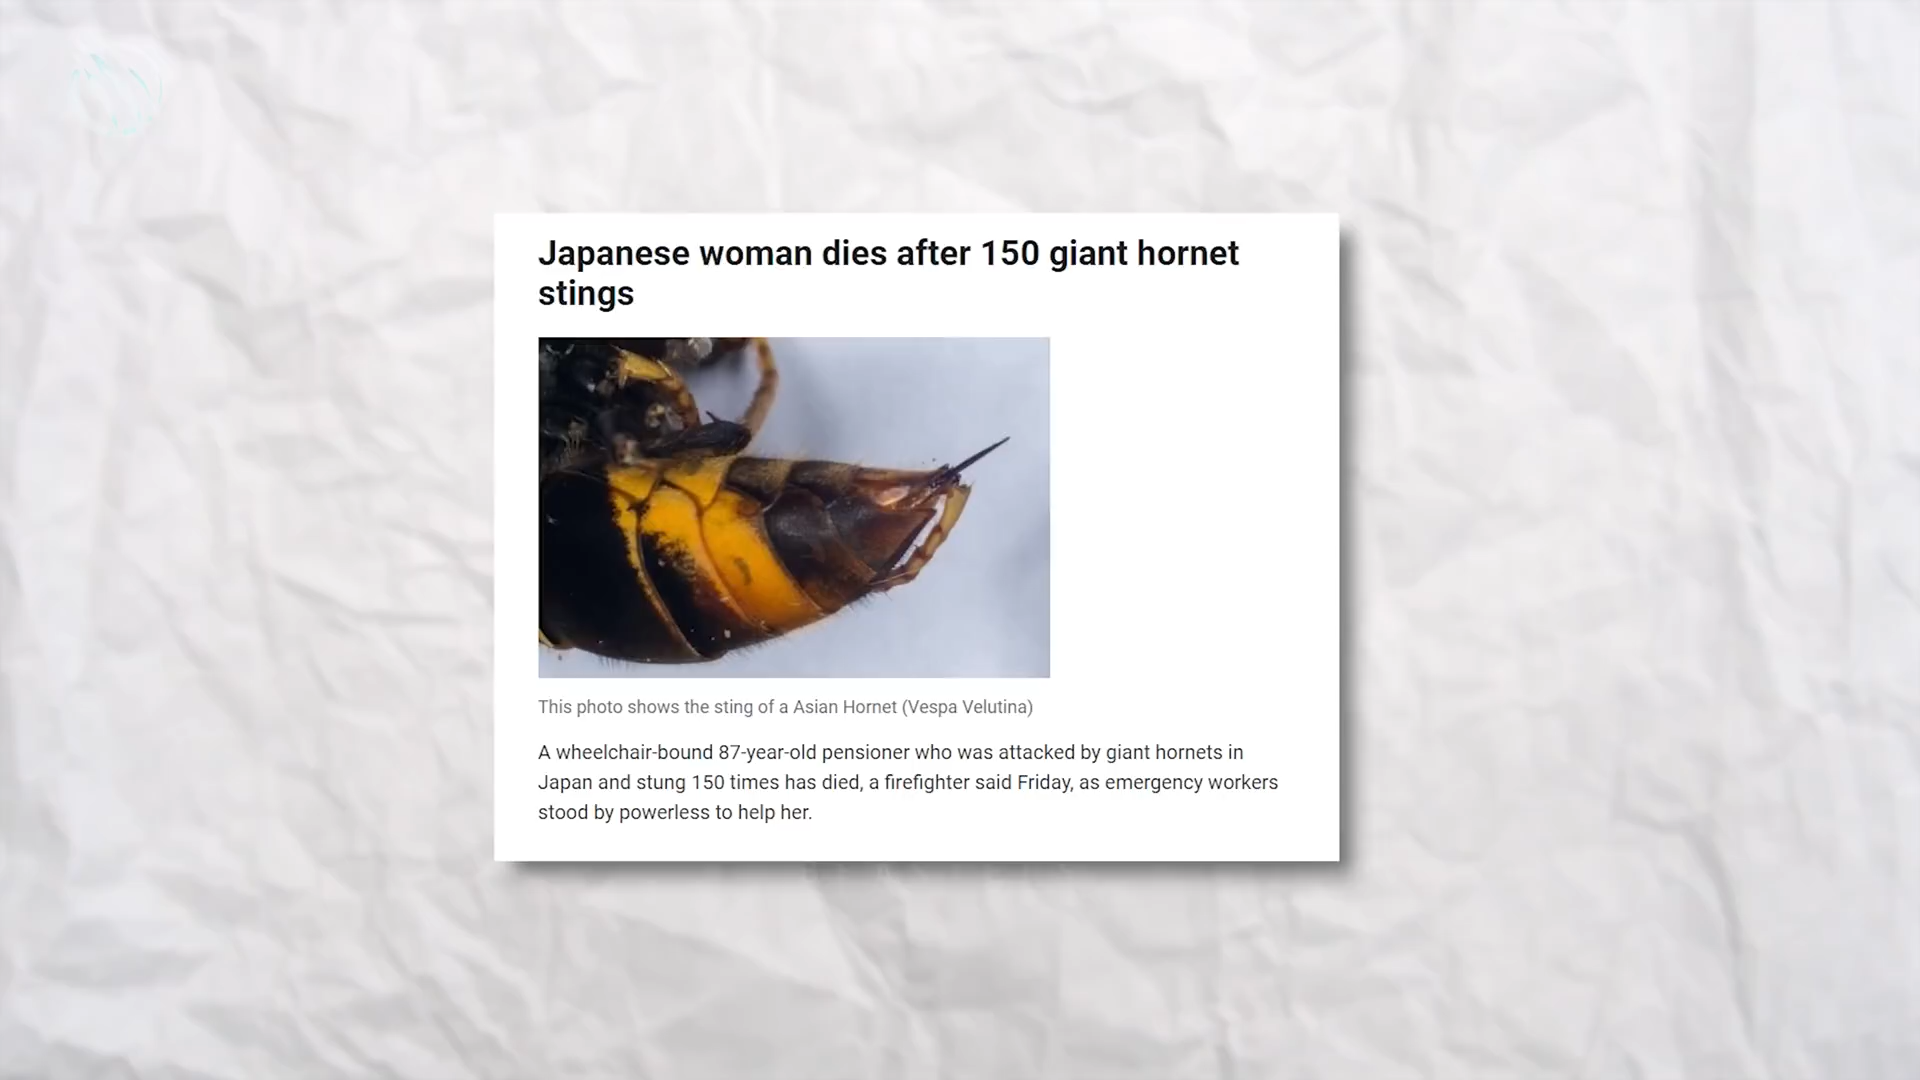 Japanese woman dies after 150 giant hornet
stings
This photo shows the sting of a Asian Hornet (Vespa Velutina)
A wheelchair-bound 87-year-old pensioner who was attacked by giant hornets in
Japan and stung 150 times has died, a firefighter said Friday, as emergency workers
stood by powerless to help her.